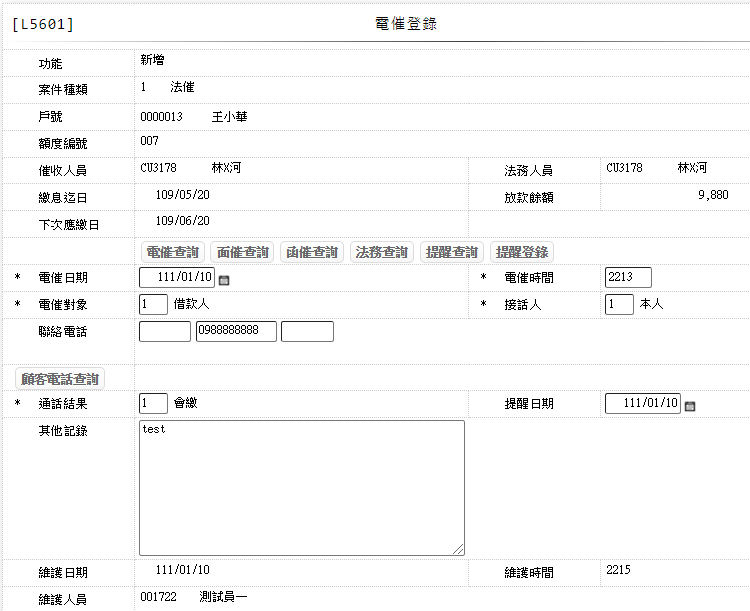 [L5601] 電催登錄
功能 新增
案件種類 1 法催
戶號 0000013 王小華
額度編號 007
催收人員 CU3178 林X河 法務人員 CU3178 林X河
繳息迄日 109/05/20 放款餘額 9,880
下次應繳日 109/06/20
電催查詢 面催查詢 函催查詢 法務查詢 提醒查詢 提醒登錄
* 電催日期 111/01/10 * 電催時間 2213
* 電催對象 1 借款人 * 接話人 1 本人
聯絡電話 0988888888
顧客電話查詢
* 通話結果 1 會繳 提醒日期 111/01/10
其他記錄 test
維護日期 111/01/10 維護時間 2215
維護人員 001722 測試員一